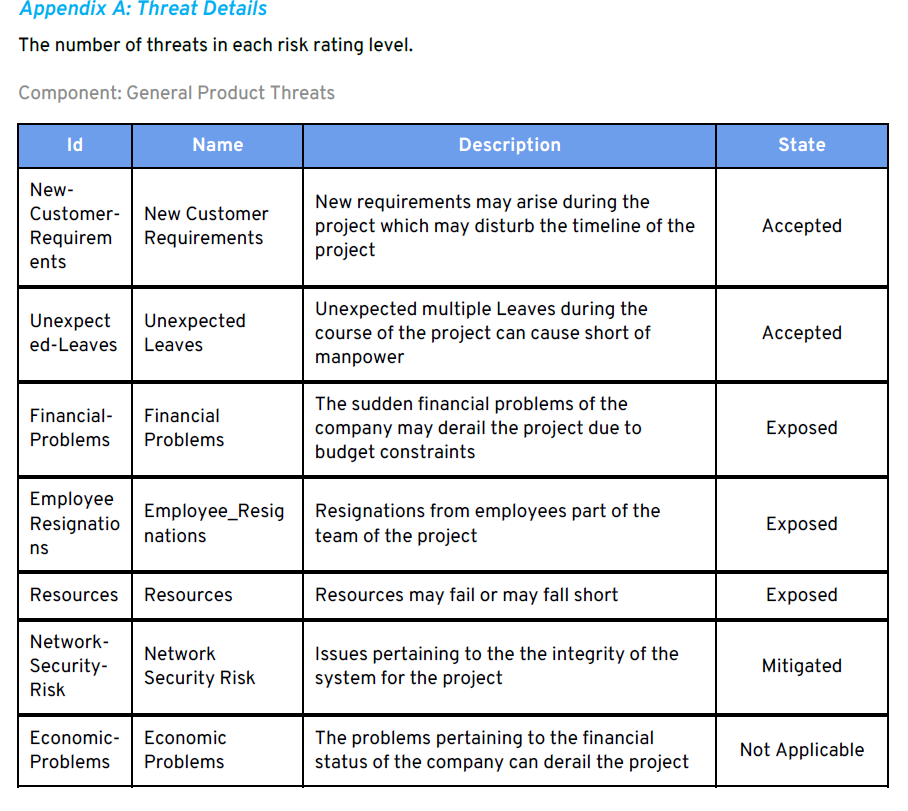 Appendix A: Threat Details
The number of threats in each risk rating level.
Component: General Product Threats
Id Name Description State
New-
Customer-
Requirem
ents
New Customer
Requirements
New requirements may arise during the
project which may disturb the timeline of the
project
Accepted
Unexpect
ed-Leaves
Unexpected
Leaves
Unexpected multiple Leaves during the
course of the project can cause short of
manpower
Accepted
Financial-
Problems
Financial
Problems
The sudden financial problems of the
company may derail the project due to
budget constraints
Exposed
Employee
Resignatio
ns
Employee_Resig
nations
Resignations from employees part of the
team of the project
Exposed
Resources
Resources
Resources may fail or may fall short
Exposed
Network-
Security-
Risk
Network
Security Risk
Issues pertaining to the the integrity of the
system for the project
Mitigated
Economic-
Problems
Economic
Problems
The problems pertaining to the financial
status of the company can derail the project
Not Applicable